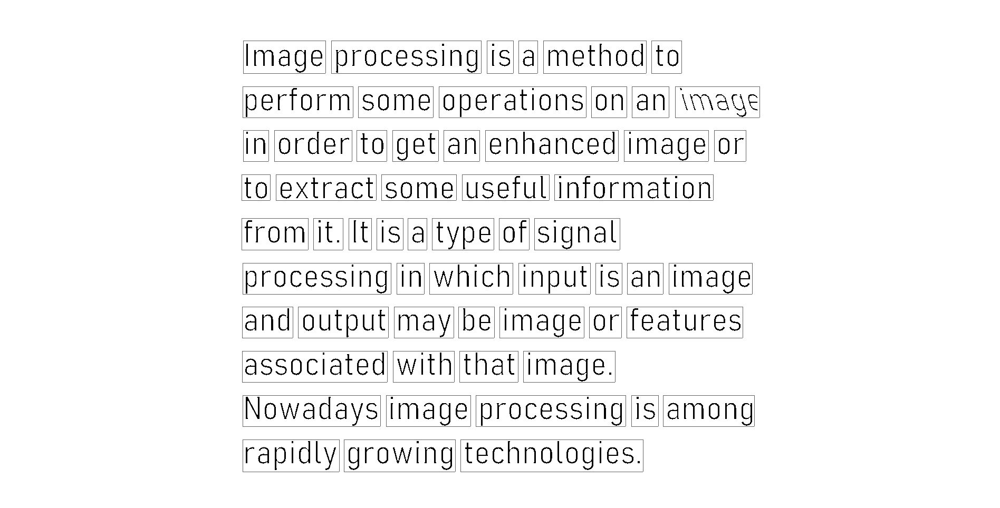 Image processing is a method to
perform some operations on an image
in order to get an enhanced image or
to extract some useful information
from it. It is a type of signal
processing in which input is an image
and output may be image or features
associated with that image.
Nowadays image processing is among
rapidly growing technologies.